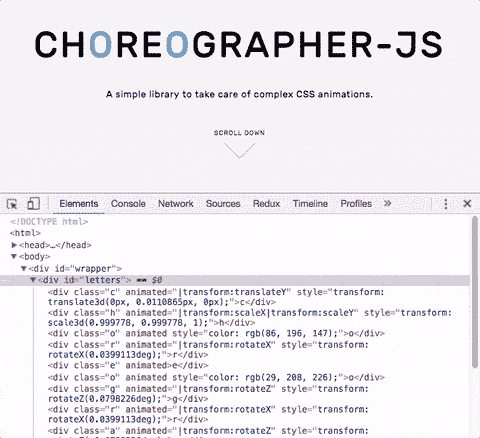 CHOREOGRAPHER-JS
A simple library to take care of complex CSS animations.
SCROLL DOWN
Elements Console Network Sources Redux Timeline Profiles »
<!DOCTYPE html>
<html>
▶<head>…</head>
▼<body>
▼<div id="wrapper">
▼<div id="letters"> == $0
<div class="c" animated="|transform:translateY" style="transform:
translate3d(0px, 0.0110865px, 0px);">c</div>
<div class="h" animated="|transform:scaleX|transform:scaleY" style="transform:
scale3d(0.999778, 0.999778, 1);">h</div>
<div class="o" animated style="color: rgb(86, 196, 147);">o</div>
<div class="r" animated="|transform:rotateX" style="transform:
rotateX(0.0399113deg);">r</div>
<div class="e" animated>e</div>
<div class="o" animated style="color: rgb(29, 208, 226);">o</div>
<div class="g" animated="|transform:rotateZ" style="transform:
rotateZ(0.0798226deg);">g</div>
<div class="r" animated="|transform:rotateX" style="transform:
rotateX(0.0399113deg);">r</div>
<div class="a" animated="|transform:rotateZ" style="transform: